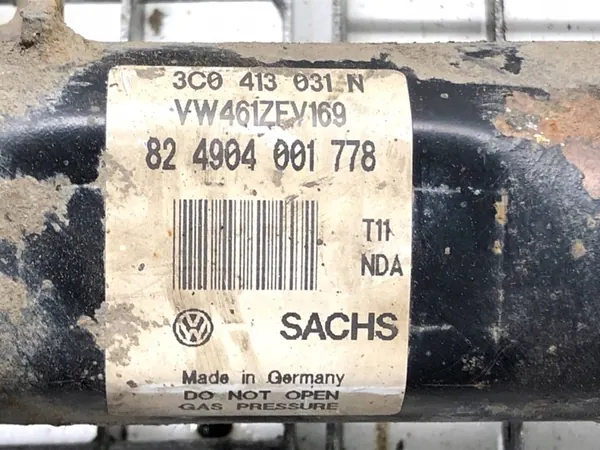 3C0 413 031 N
VW461ZEV169
82 4904 001 778
T11
NDA
SACHS
Made in Germany
DO NOT OPEN
GAS PRESSURE